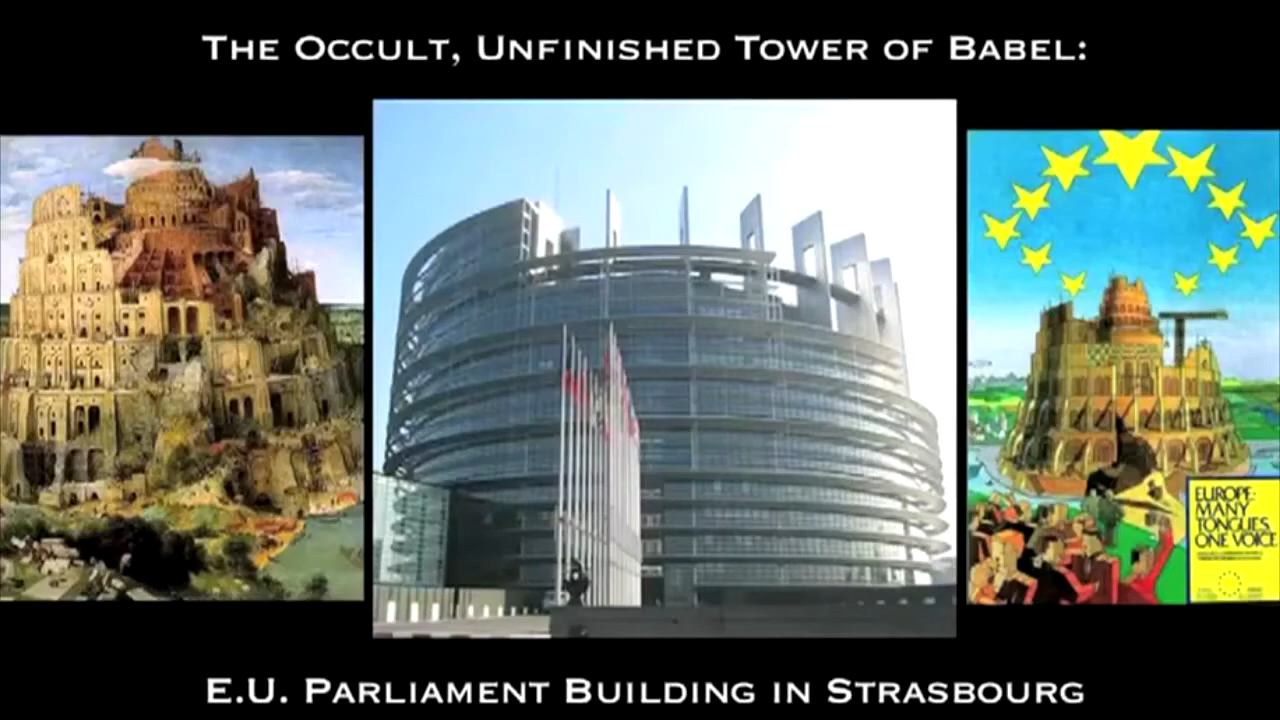 THE OCCULT, UNFINISHED TOWER OF BABEL:
EUROPE:
MANY
TONGUES
ONE VOICE
E.U. PARLIAMENT BUILDING IN STRASBOURG